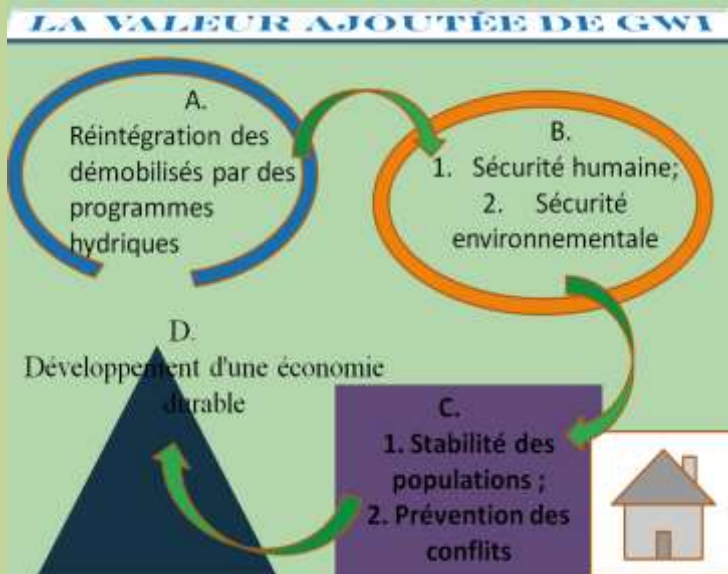 LA VALEUR AJOUTÉE DE GWI
A.
Réintégration des
démobilisés par des
programmes
hydriques
B.
1. Sécurité humaine;
2. Sécurité
environnementale
C.
1. Stabilité des
populations ;
2. Prévention des
conflits
D.
Développement d'une économie
durable